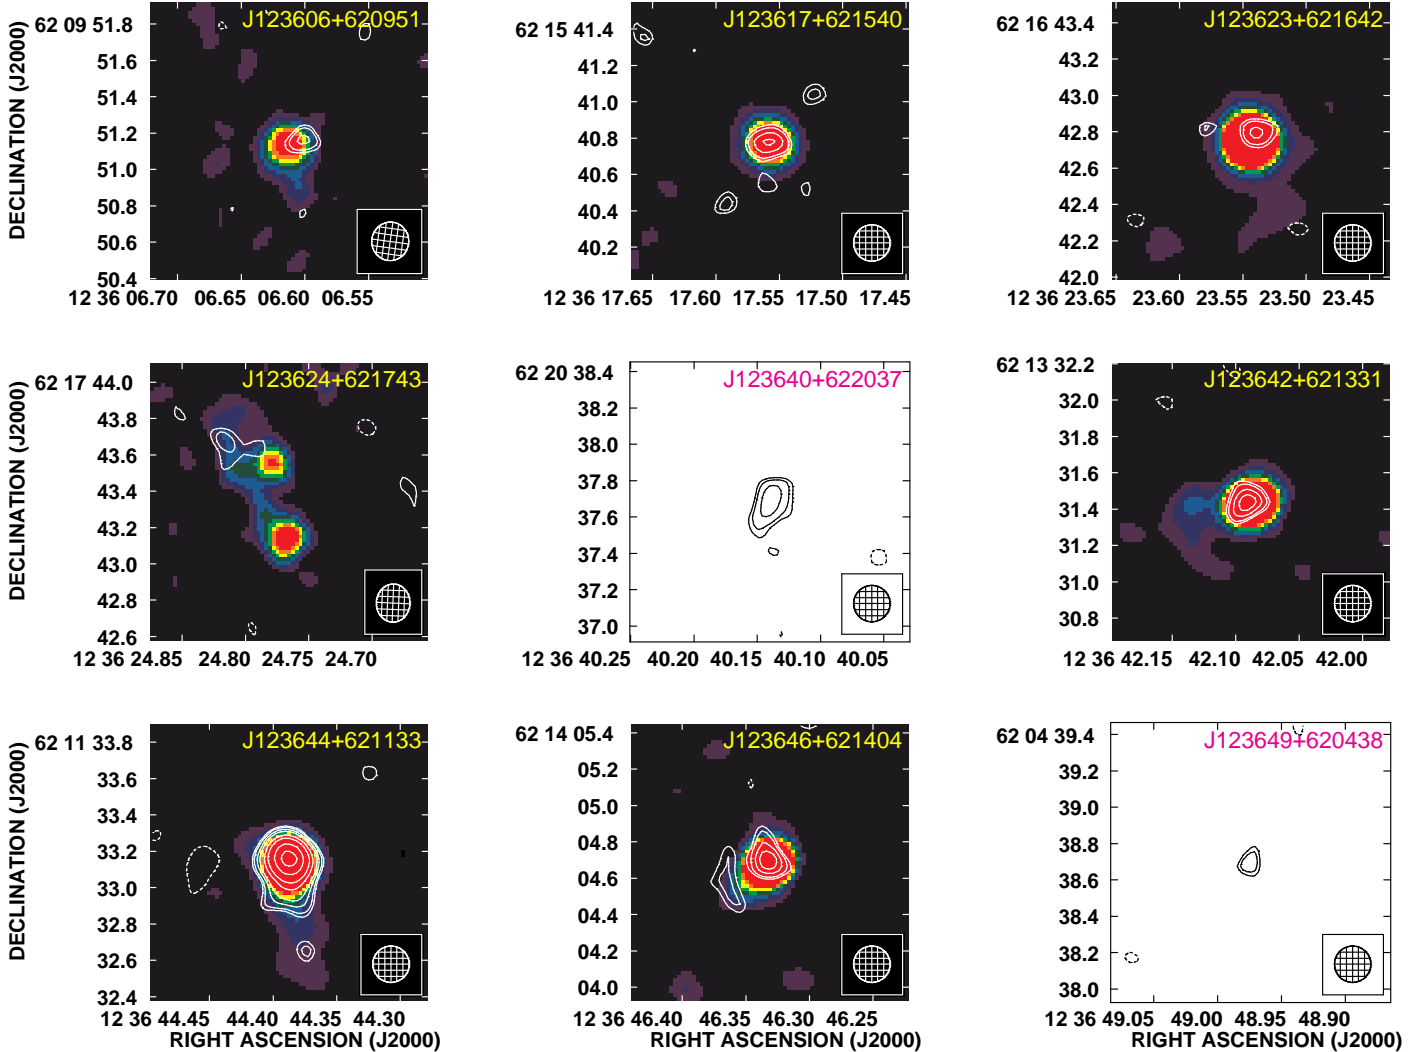 J123606+620951
62 09 51.8
51.6
51.4
51.2
51.0
50.8
50.6
50.4
12 36 06.70 06.65 06.60 06.55
DECLINATION (J2000)
J123617+621540
62 15 41.4
41.2
41.0
40.8
40.6
40.4
40.2
12 36 17.65 17.60 17.55 17.50 17.45
J123623+621642
62 16 43.4
43.2
43.0
42.8
42.6
42.4
42.2
42.0
12 36 23.65 23.60 23.55 23.50 23.45
J123624+621743
62 17 44.0
43.8
43.6
43.4
43.2
43.0
42.8
42.6
12 36 24.85 24.80 24.75 24.70
DECLINATION (J2000)
J123640+622037
62 20 38.4
38.2
38.0
37.8
37.6
37.4
37.2
37.0
12 36 40.25 40.20 40.15 40.10 40.05
J123642+621331
62 13 32.2
32.0
31.8
31.6
31.4
31.2
31.0
30.8
12 36 42.15 42.10 42.05 42.00
J123644+621133
62 11 33.8
33.6
33.4
33.2
33.0
32.8
32.6
32.4
12 36 44.45 44.40 44.35 44.30
DECLINATION (J2000)
RIGHT ASCENSION (J2000)
J123646+621404
62 14 05.4
05.2
05.0
04.8
04.6
04.4
04.2
04.0
12 36 46.40 46.35 46.30 46.25
RIGHT ASCENSION (J2000)
J123649+620438
62 04 39.4
39.2
39.0
38.8
38.6
38.4
38.2
38.0
12 36 49.05 49.00 48.95 48.90
RIGHT ASCENSION (J2000)